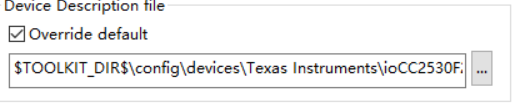 Device Description file
Override default
$TOOLKIT_DIR$\config\devices\Texas Instruments\ioCC2530F
...